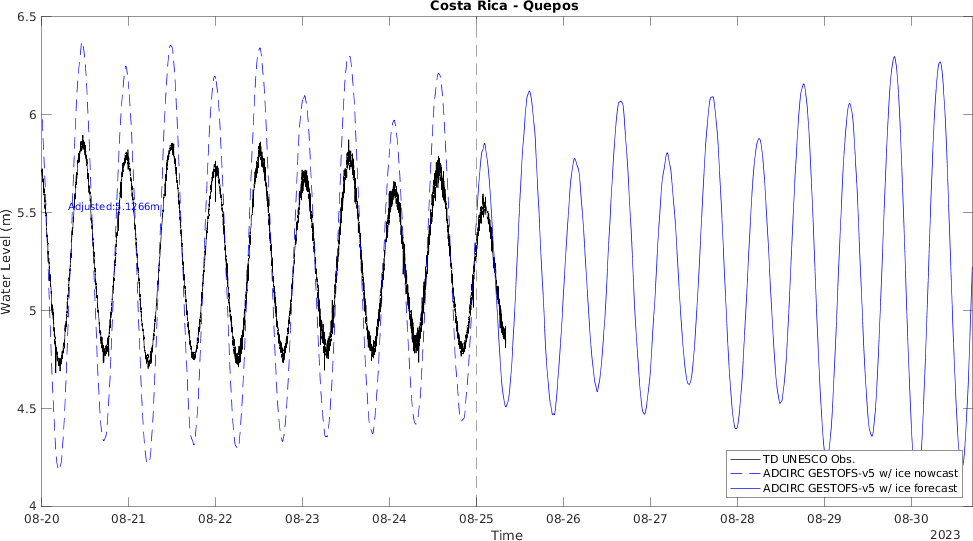 Costa Rica - Quepos
6.5
6
5.5
5
4.5
4
Water Level (m)
Adjusted:5.1266m
08-20
08-21
08-22
08-23
08-24
08-25
08-26
08-27
08-28
08-29
08-30
Time
2023
TD UNESCO Obs.
ADCIRC GESTOFS-v5 w/ ice nowcast
ADCIRC GESTOFS-v5 w/ ice forecast